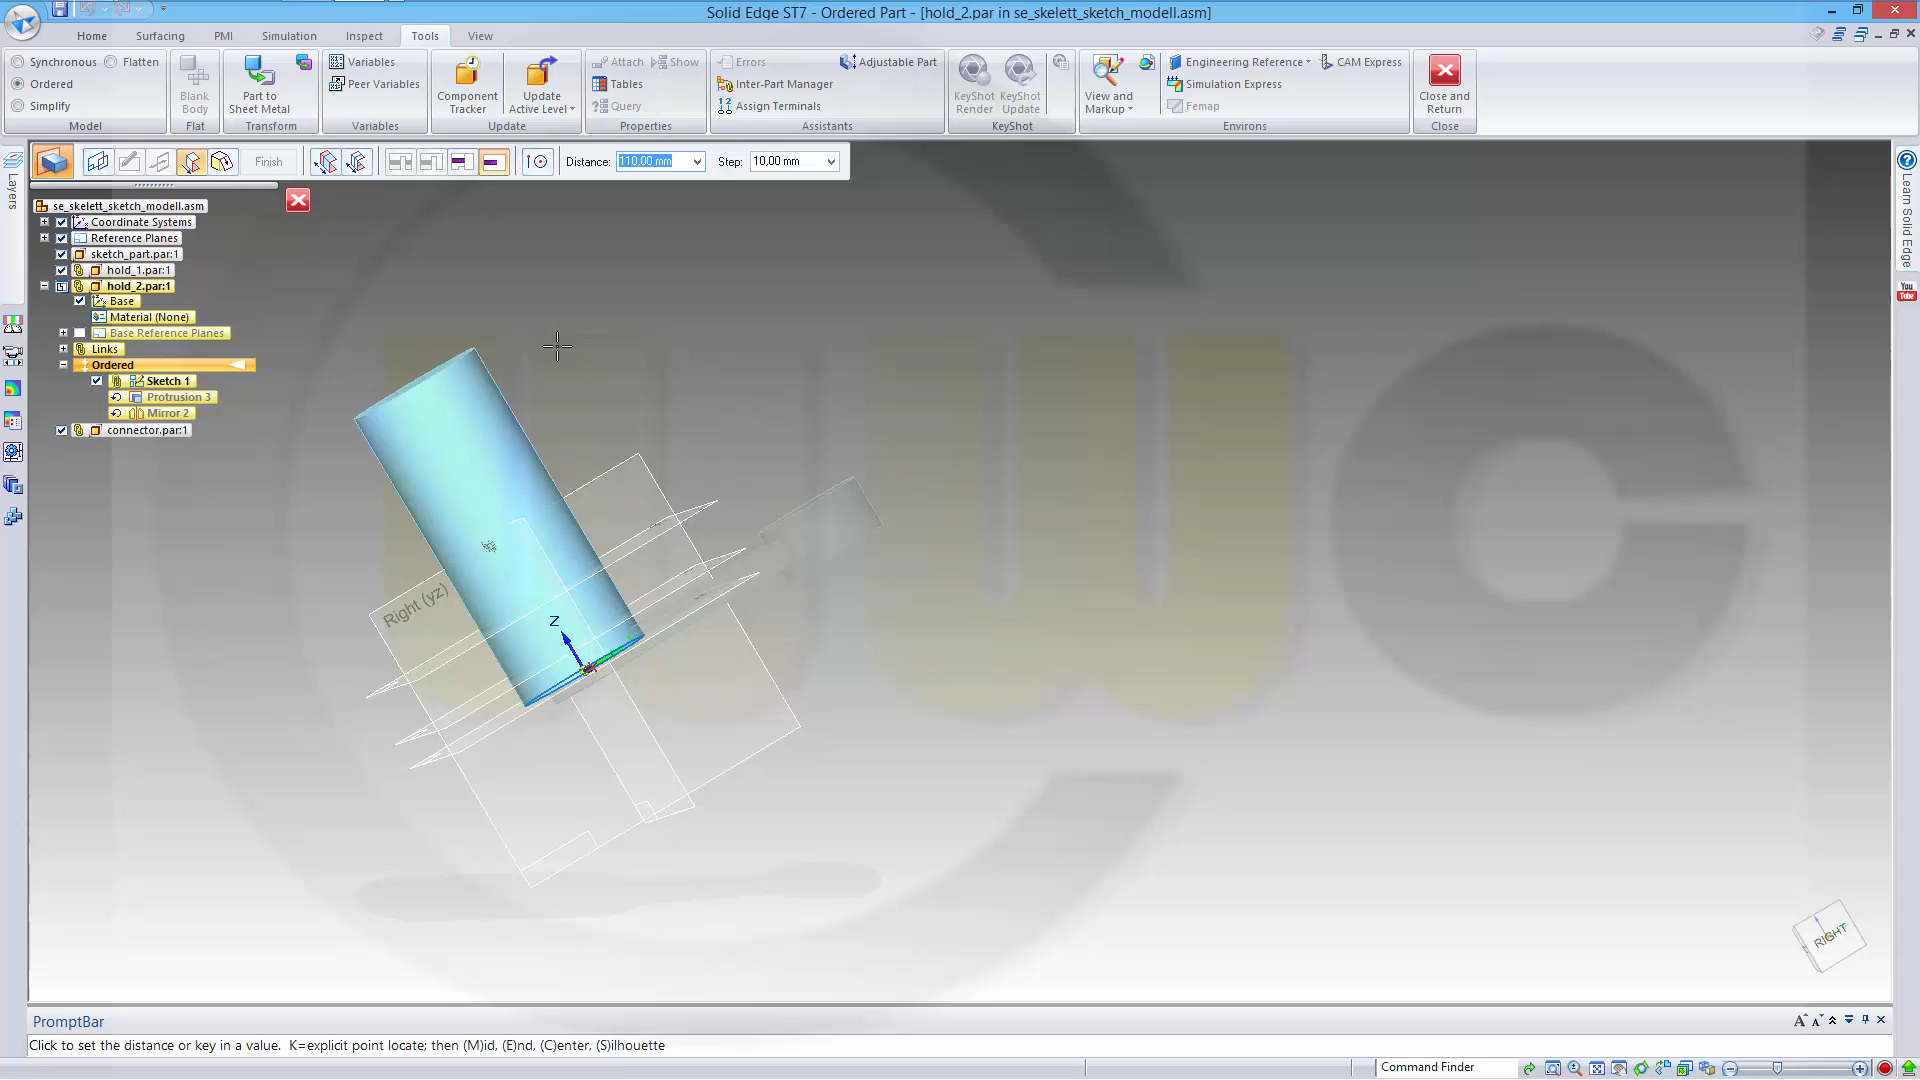 Solid Edge ST7 - Ordered Part - [hold_2.par in se_skelett_sketch_modell.asm]
Home Surfacing PMI Simulation Inspect Tools View
Synchronous Flatten
Ordered
Simplify
Model
Blank Body
Flat
Part to Sheet Metal
Transform
Variables
Peer Variables
Variables
Component Tracker
Update Active Level
Update
Attach Show
Tables
Query
Properties
Errors
Inter-Part Manager
Assign Terminals
Adjustable Part
Assistants
KeyShot Render
KeyShot Update
KeyShot
View and Markup
Engineering Reference
Simulation Express
Femap
CAM Express
Environs
Close and Return
Close
Finish
Distance: 110,00 mm
Step: 10,00 mm
Layers
se_skelett_sketch_modell.asm
Coordinate Systems
Reference Planes
sketch_part.par:1
hold_1.par:1
hold_2.par:1
Base
Material (None)
Base Reference Planes
Links
Ordered
Sketch 1
Protrusion 3
Mirror 2
connector.par:1
Right (yz)
Z
RIGHT
Learn Solid Edge
You Tube
PromptBar
Click to set the distance or key in a value. K=explicit point locate; then (M)id, (E)nd, (C)enter, (S)ilhouette
Command Finder